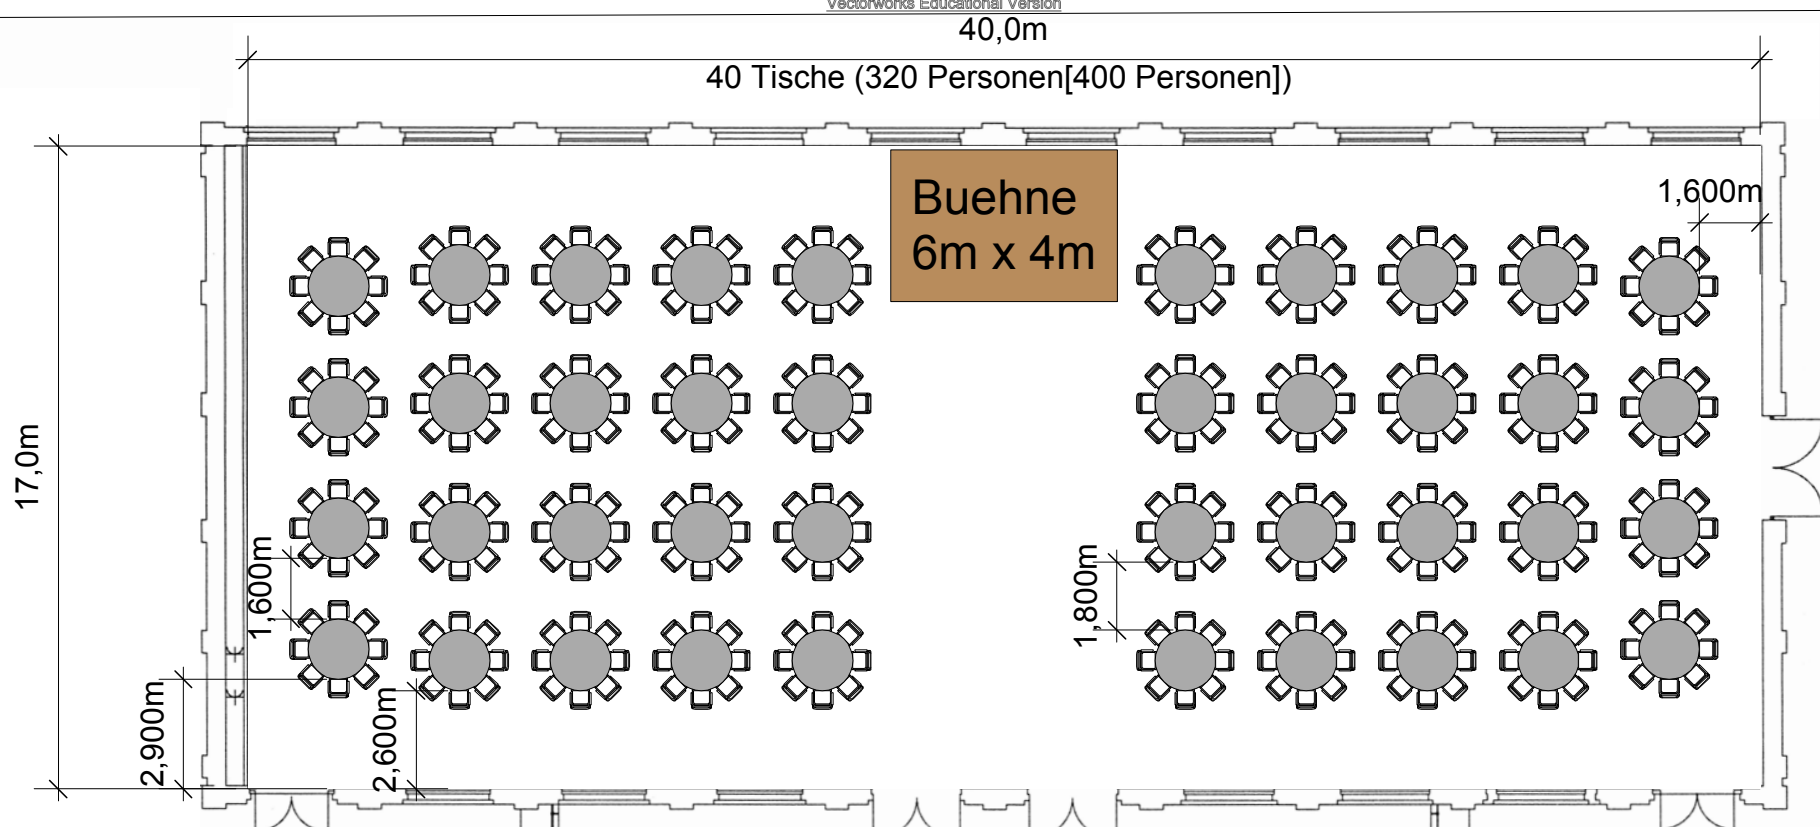 Vectorworks Educational Version
40,0m
40 Tische (320 Personen[400 Personen])
Buehne
6m x 4m
1,600m
17,0m
1,600m
1,800m
2,900m
2,600m